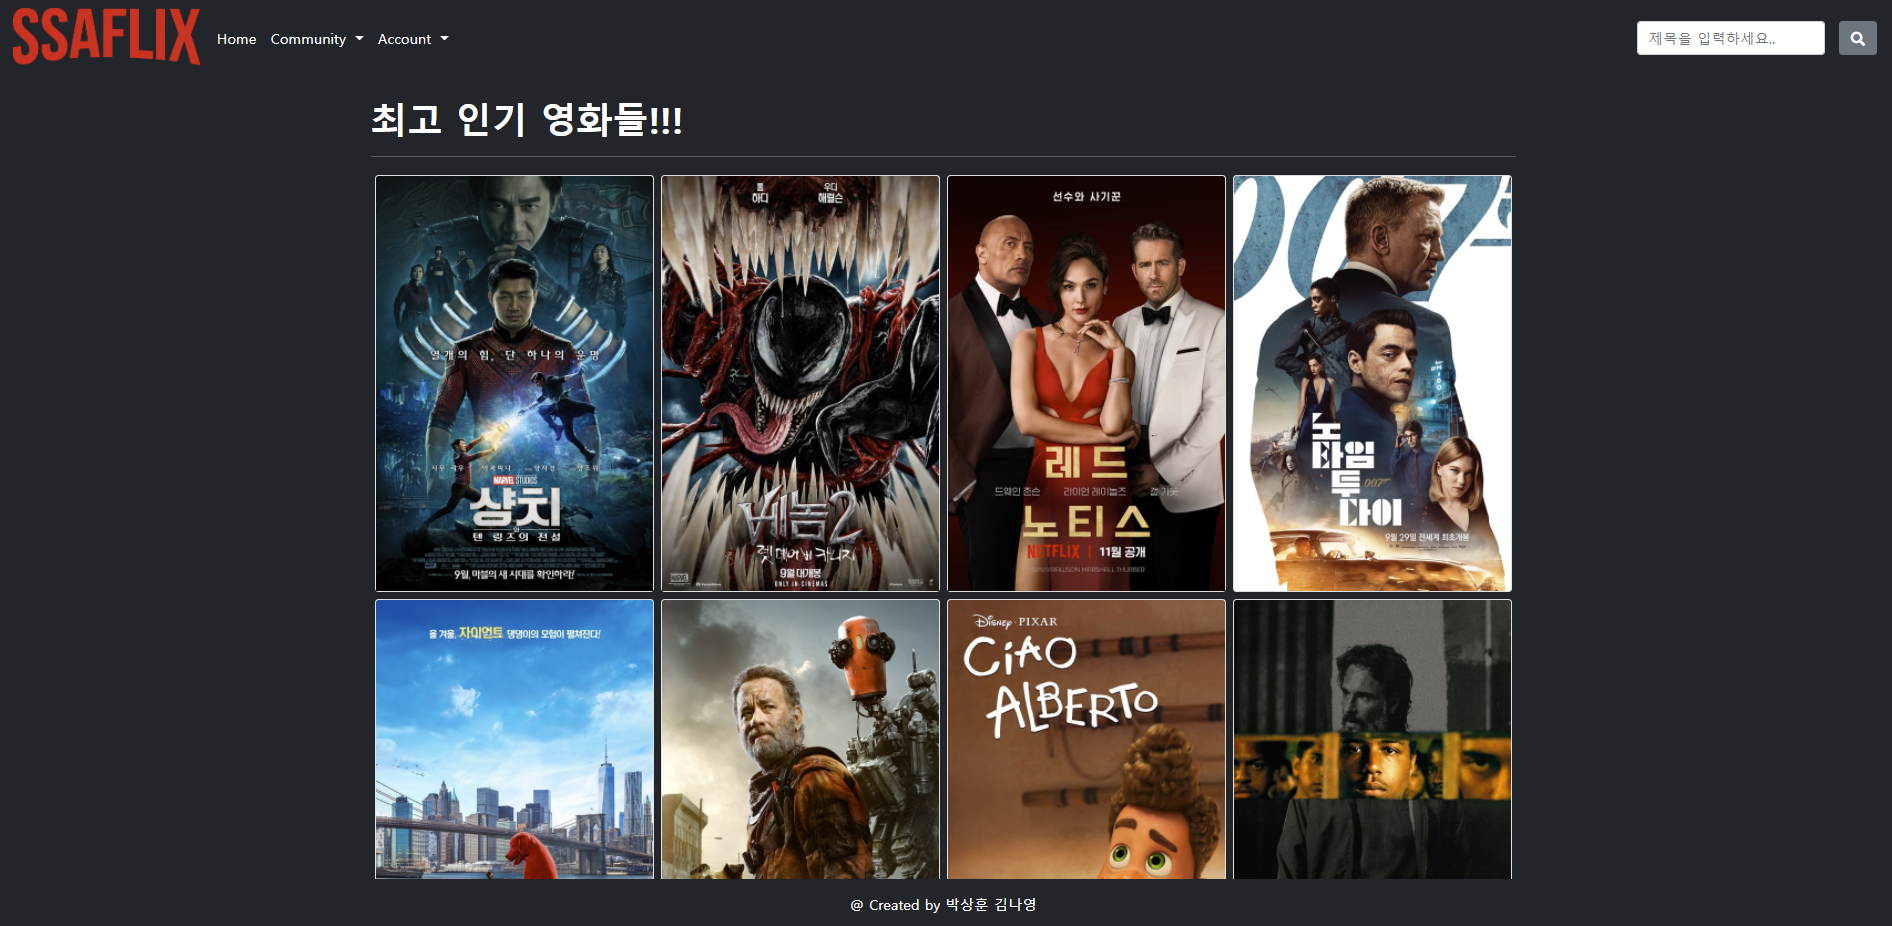 SSAFLIX
Home
Community
Account
제목을 입력하세요..
최고 인기 영화들!!!
열개의 힘, 단 하나의 운명
MARVEL STUDIOS
샹치
와
텐 링즈의 전설
9월, 마블의 새 시대를 확인하라!
톰 하디
우디 해럴슨
베놈2
렛 데어 비 카니지
9월 대개봉
ONLY IN CINEMAS
MARVEL
선수와 사기꾼
레드
드웨인 존슨 라이언 레이놀즈 갤 가돗
노티스
NETFLIX | 11월 공개
RAWSON MARSHALL THURBER
007
노
타임
투 007
다이
9월 29일 전세계 최초개봉
올 겨울, 자이언트 댕댕이의 모험이 펼쳐진다!
Disney · PIXAR
CIAO
ALBERTO
@ Created by 박상훈 김나영